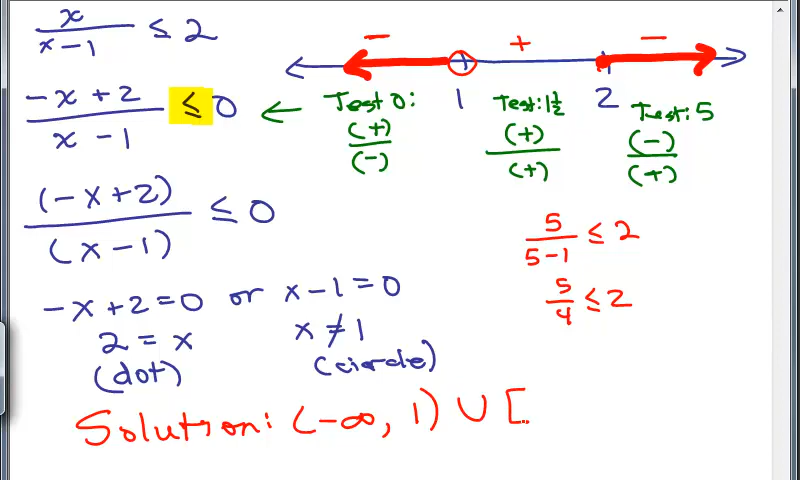 x/(x-1) ≤ 2
(-x+2)/(x-1) ≤ 0 ←
(-x+2)/(x-1) ≤ 0
-x+2=0 or x-1=0
2=x x≠1
(dot) (circle)
- + -
1 2
Test 0: Test: 1½ Test: 5
(+)/(-) (+)/(+) (-)/(+)
5/(5-1) ≤ 2
5/4 ≤ 2
Solution: (-∞, 1) ∪ [